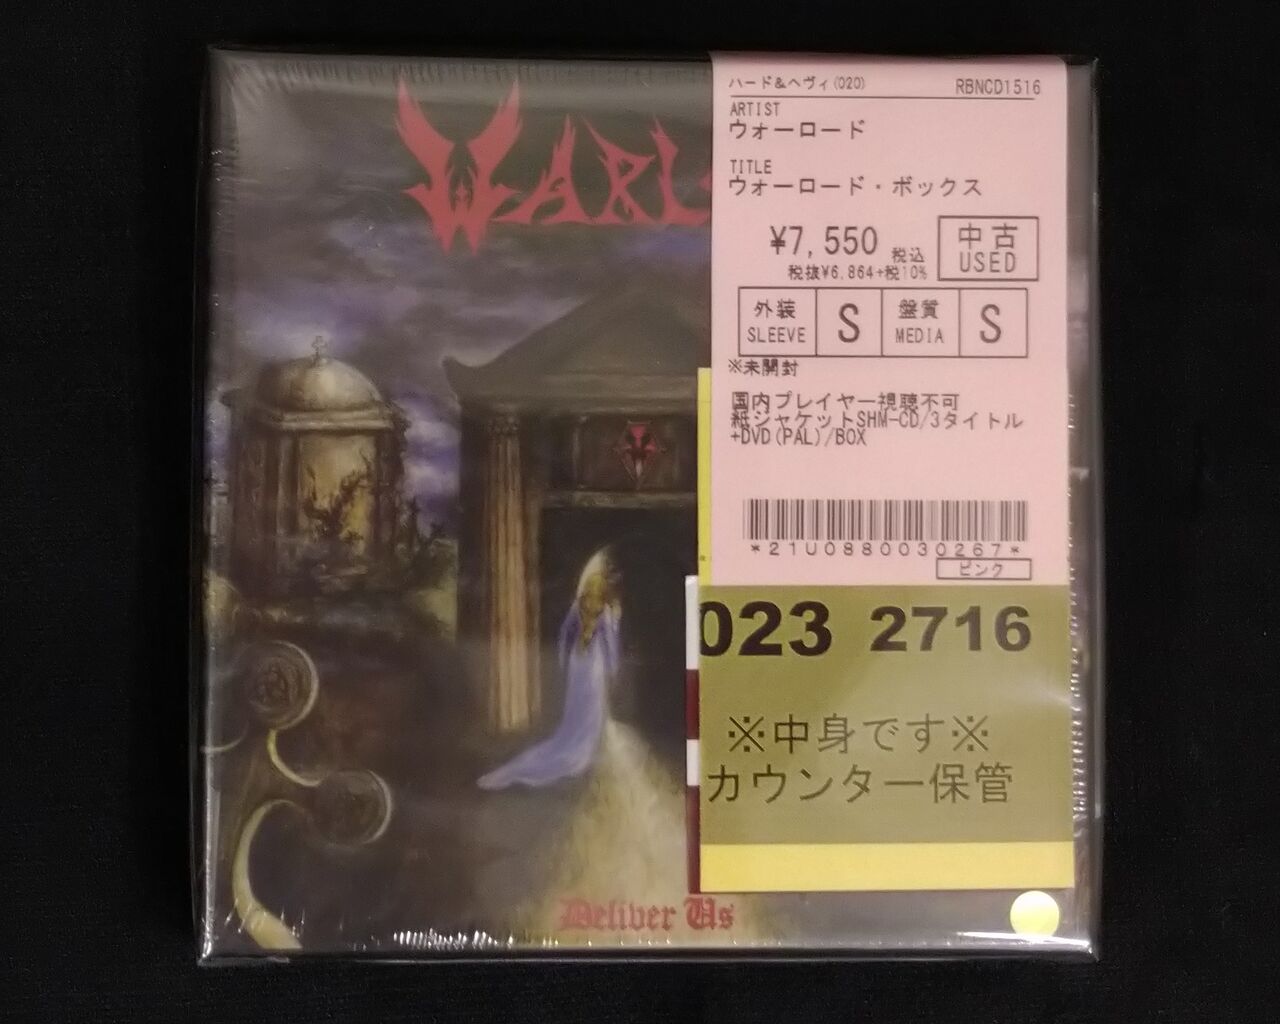 WARL
ハード&ヘヴィ(020) RBNCD1516
ARTIST
ウォーロード
TITLE
ウォーロード・ボックス
¥7,550 税込
税抜¥6,864+税10%
中古
USED
外装
SLEEVE
S
盤質
MEDIA
S
※未開封
国内プレイヤー視聴不可
紙ジャケットSHM-CD/3タイトル
+DVD(PAL)/BOX
*21U0880030267*
ピンク
023 2716
※中身です※
カウンター保管
Deliver Us